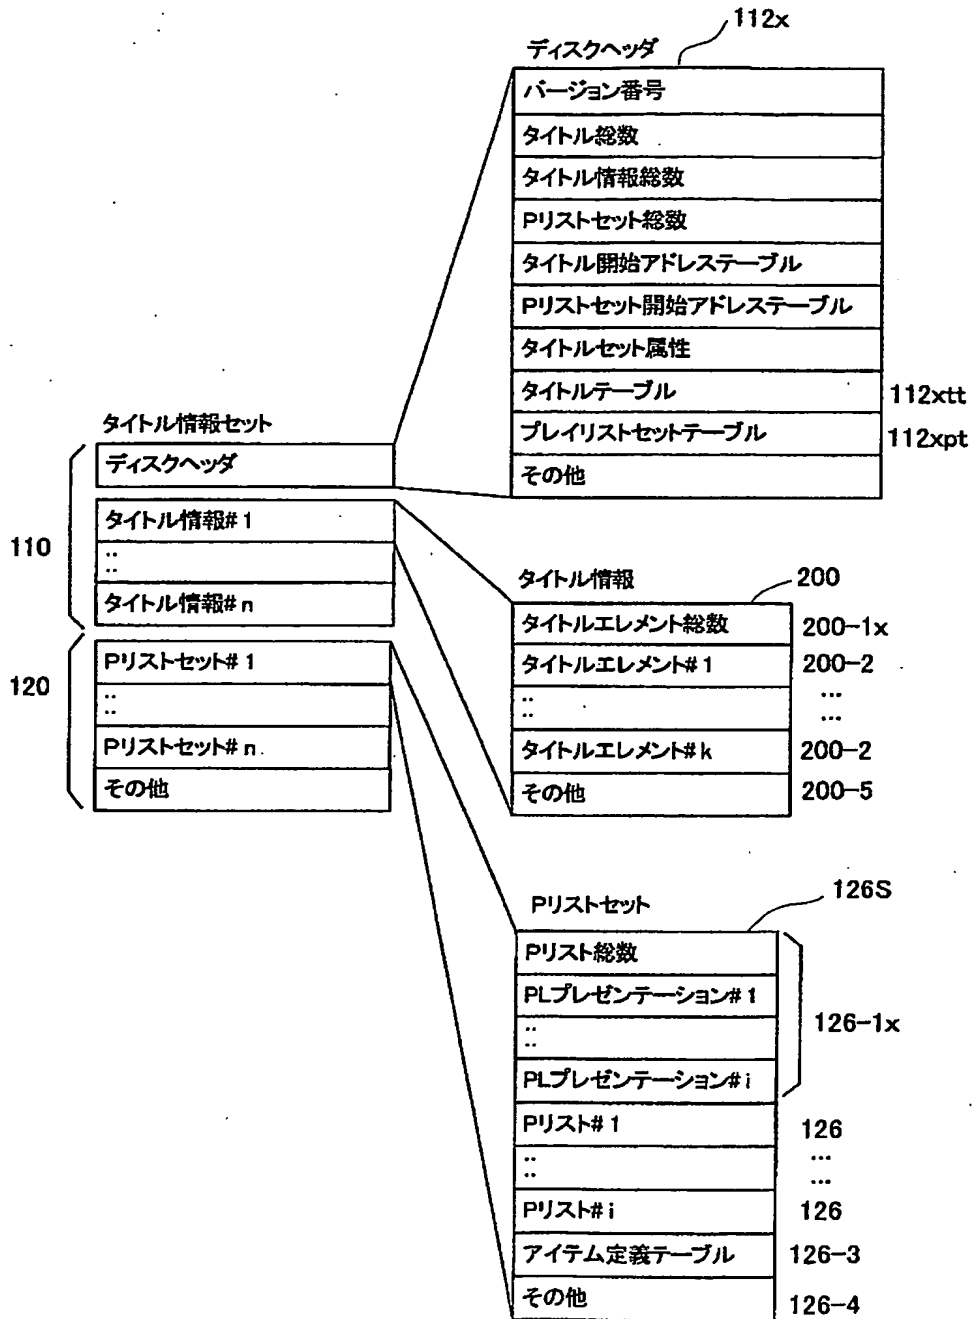 112x
ディスクヘッダ
バージョン番号
タイトル総数
タイトル情報総数
Pリストセット総数
タイトル開始アドレステーブル
Pリストセット開始アドレステーブル
タイトルセット属性
タイトルテーブル 112xtt
プレイリストセットテーブル 112xpt
その他
タイトル情報セット
ディスクヘッダ
110
タイトル情報#1
::
タイトル情報#n
120
Pリストセット#1
::
Pリストセット#n
その他
タイトル情報 200
タイトルエレメント総数 200-1x
タイトルエレメント#1 200-2
:: ...
...
タイトルエレメント#k 200-2
その他 200-5
Pリストセット 126S
Pリスト総数
PLプレゼンテーション#1
::
126-1x
PLプレゼンテーション#i
Pリスト#1 126
:: ...
...
Pリスト#i 126
アイテム定義テーブル 126-3
その他 126-4